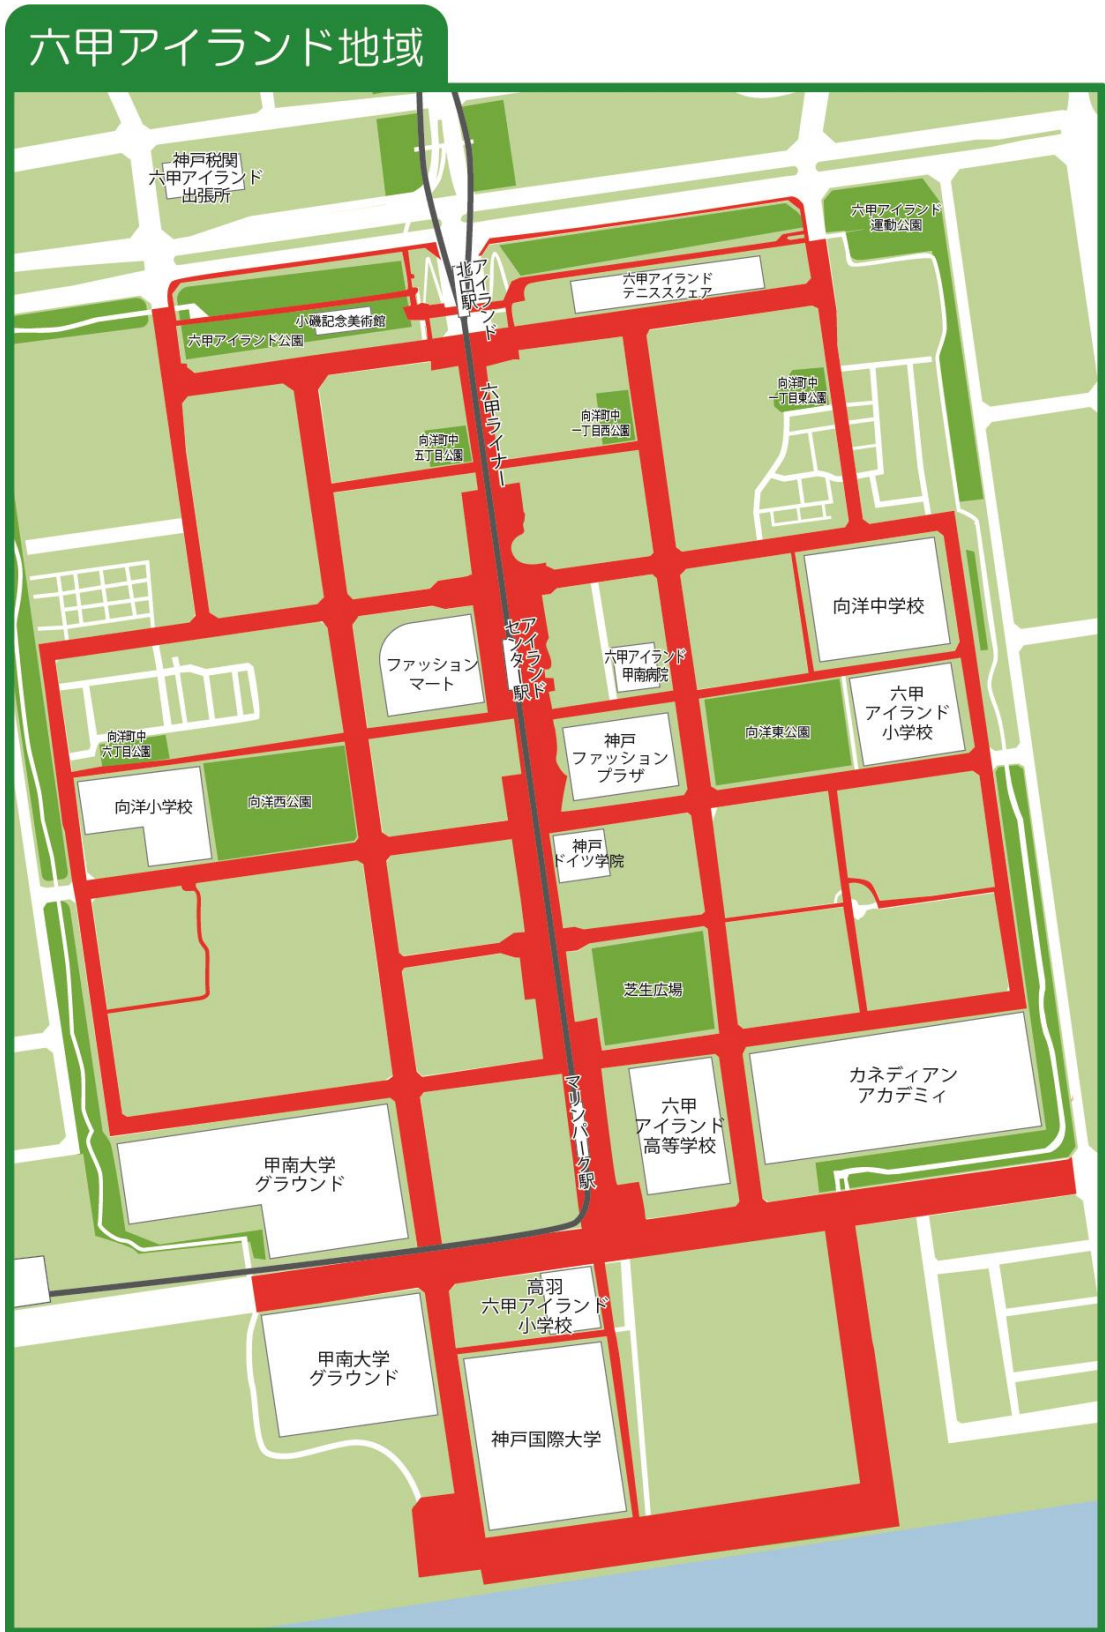 六甲アイランド地域
神戸税関
六甲アイランド
出張所
六甲アイランド
運動公園
アイランド
北口駅
六甲アイランド
テニススクエア
小磯記念美術館
六甲アイランド公園
六甲ライナー
向洋町中
一丁目東公園
向洋町中
一丁目西公園
向洋町中
五丁目公園
向洋中学校
アイランド
センター駅
ファッション
マート
六甲アイランド
甲南病院
六甲
アイランド
小学校
向洋町中
六丁目公園
神戸
ファッション
プラザ
向洋東公園
向洋小学校
向洋西公園
神戸
ドイツ学院
芝生広場
カネディアン
アカデミィ
マリンパーク駅
六甲
アイランド
高等学校
甲南大学
グラウンド
高羽
六甲アイランド
小学校
甲南大学
グラウンド
神戸国際大学